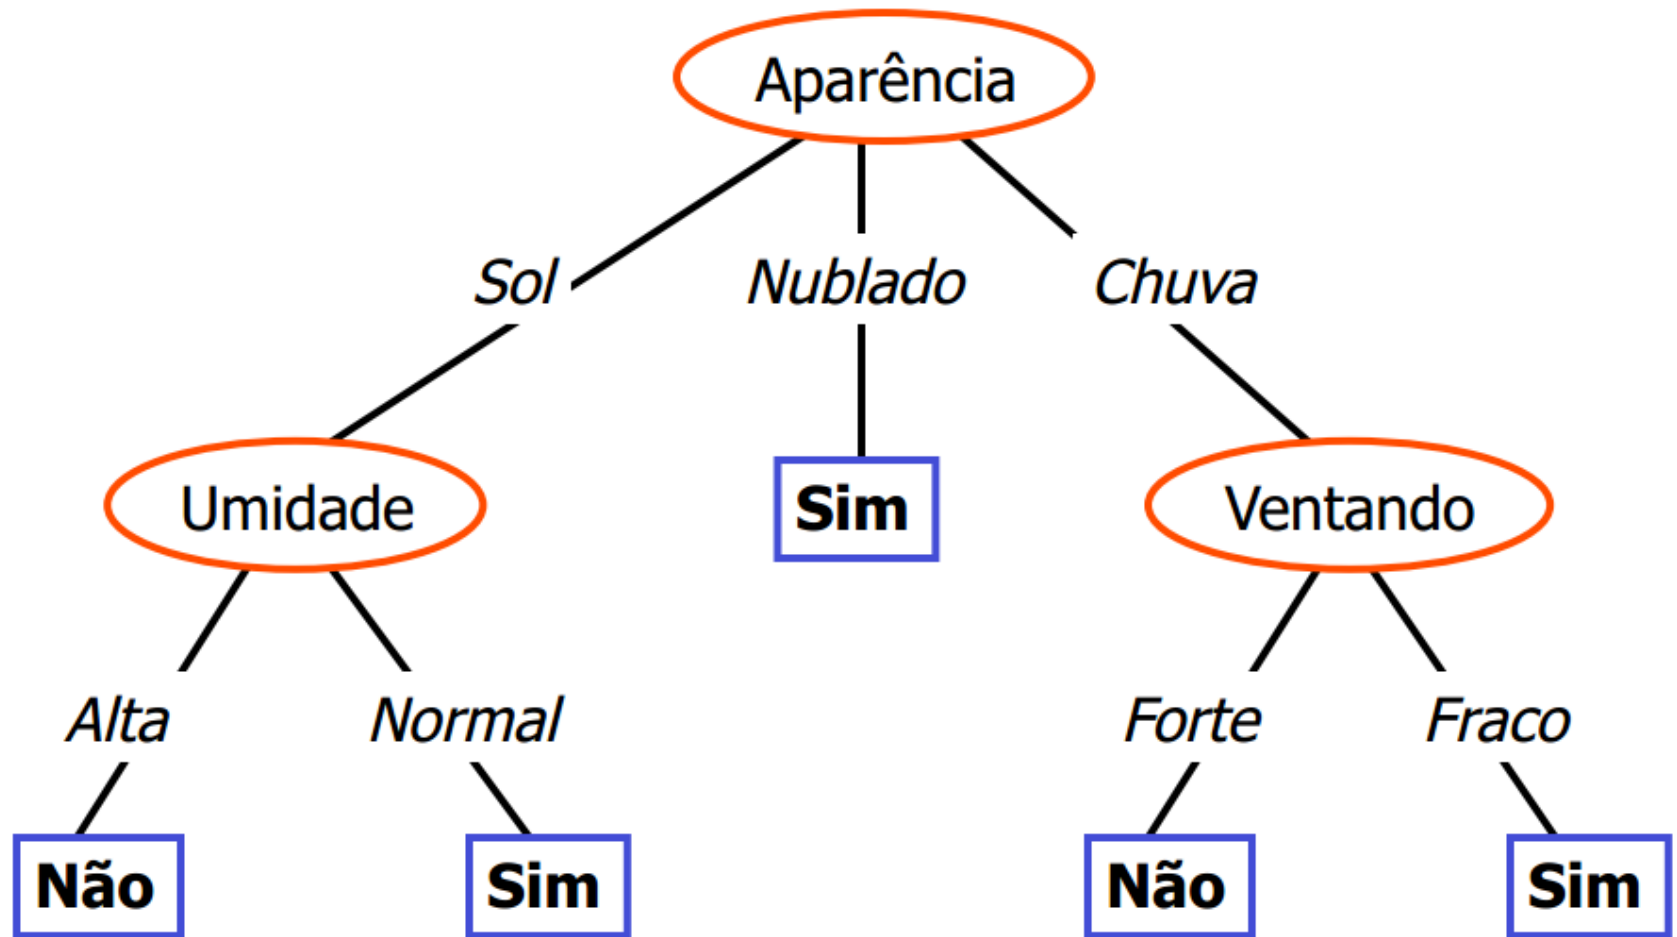 Aparência
Sol Nublado Chuva
Umidade Sim Ventando
Alta Normal Forte Fraco
Não Sim Não Sim